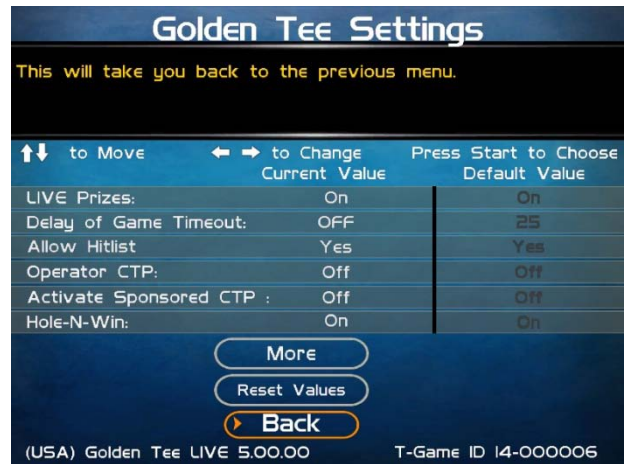 Golden Tee Settings
This will take you back to the previous menu.
to Move to Change Press Start to Choose
Current Value Default Value
LIVE Prizes: On On
Delay of Game Timeout: OFF 25
Allow Hitlist Yes Yes
Operator CTP: Off Off
Activate Sponsored CTP : Off Off
Hole-N-Win: On On
More
Reset Values
Back
(USA) Golden Tee LIVE 5.00.00 T-Game ID 14-000006